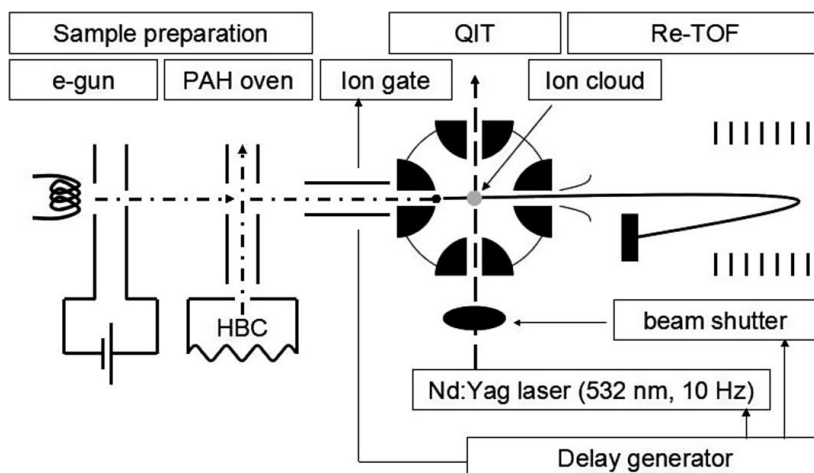 Sample preparation
QIT
Re-TOF
e-gun
PAH oven
Ion gate
Ion cloud
HBC
beam shutter
Nd:Yag laser (532 nm, 10 Hz)
Delay generator